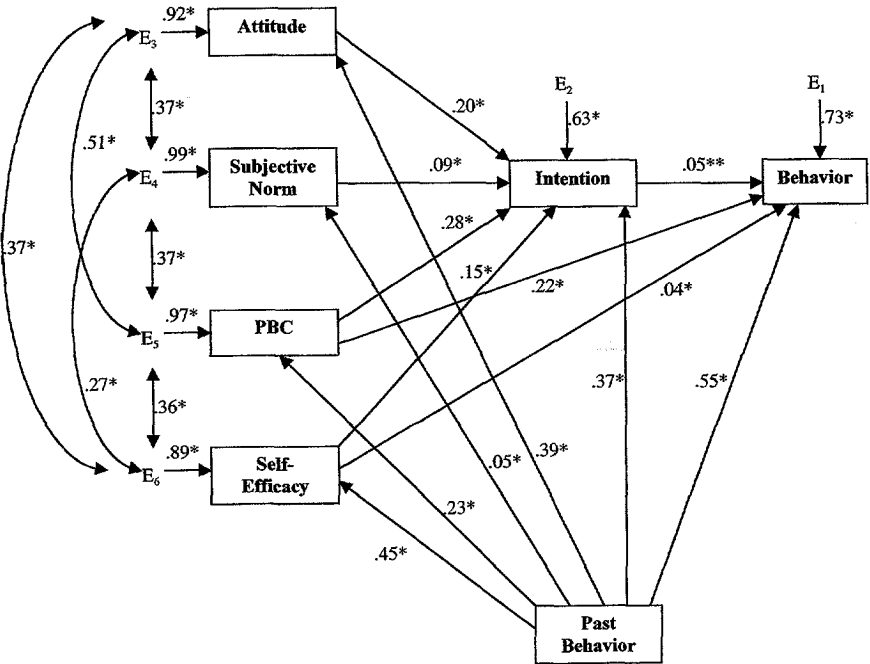 .92*
Attitude
E3
E2
E1
.37*
.20*
.63*
.73*
.51*
.99*
Subjective
Norm
E4
.09*
Intention
.05**
Behavior
.28*
.37*
.37*
.15*
.22*
.04*
.97*
PBC
E5
.27*
.36*
.37*
.55*
.89*
Self-
Efficacy
E6
.05*
.39*
.23*
.45*
Past
Behavior